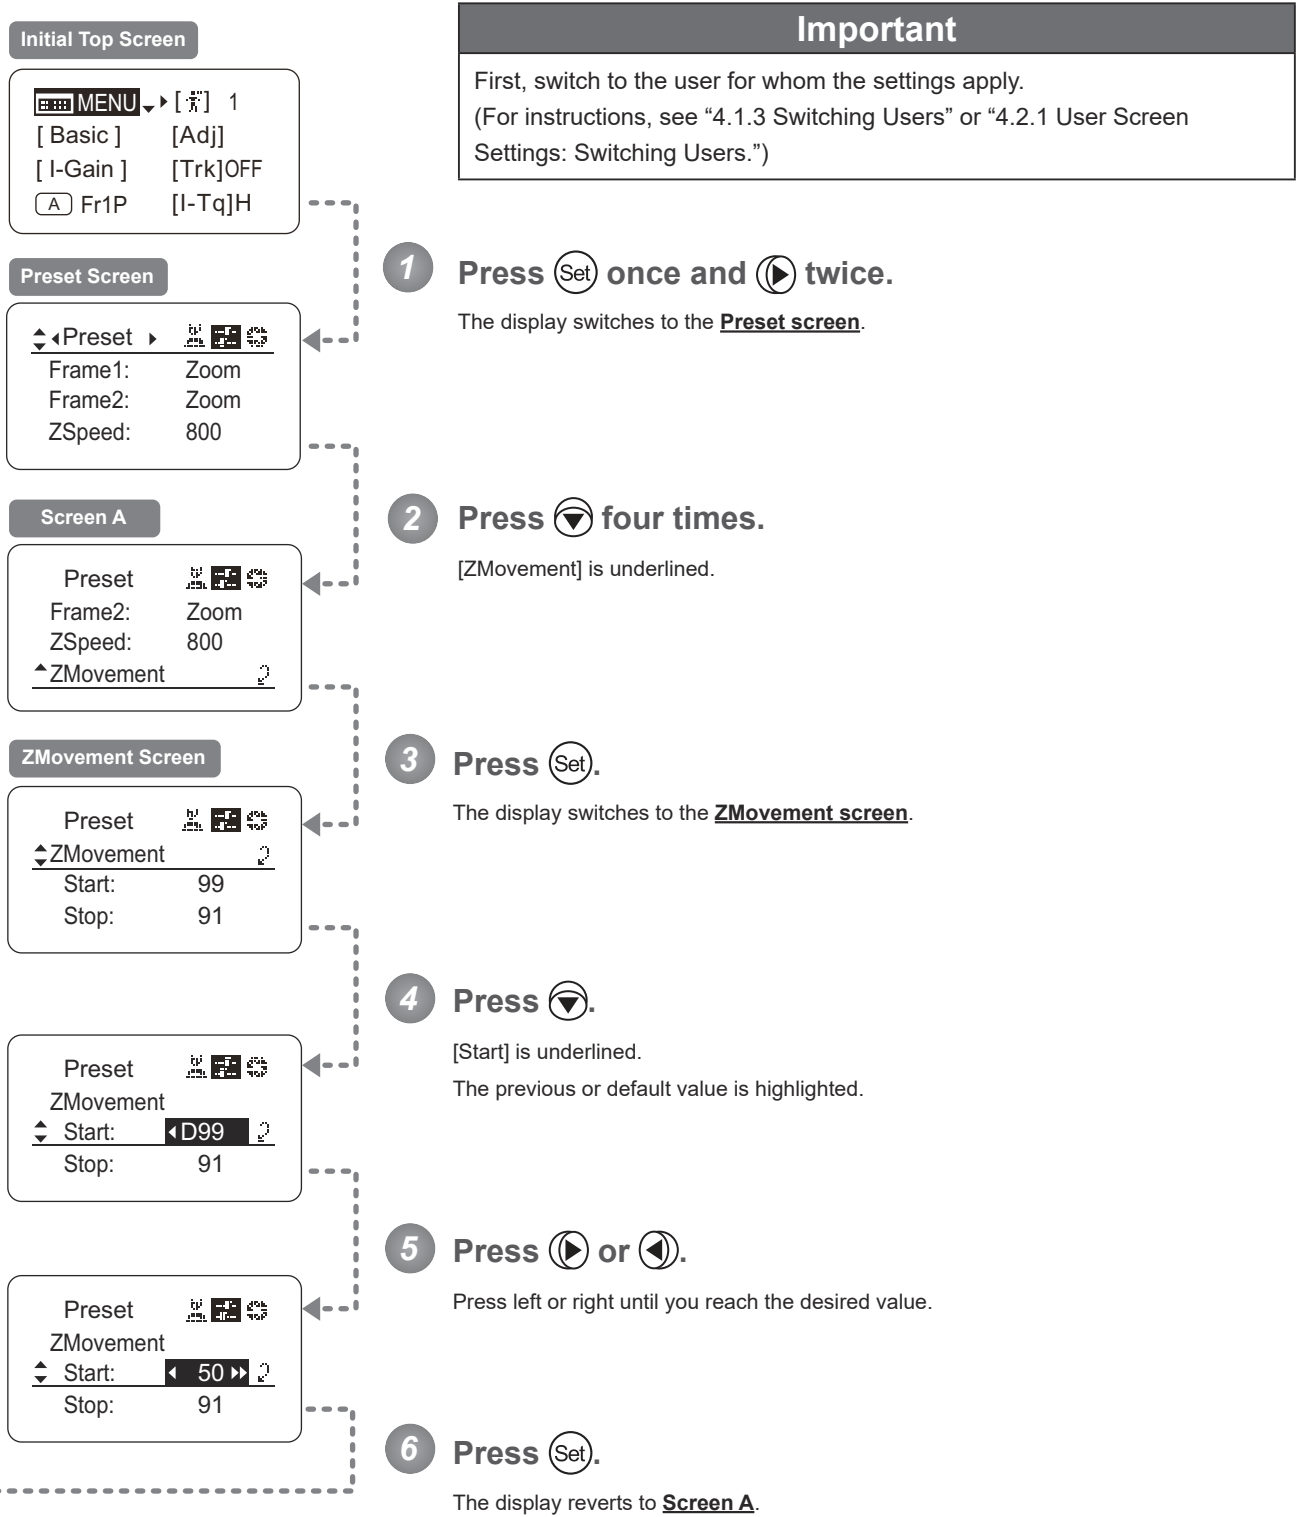 Important
First, switch to the user for whom the settings apply.
(For instructions, see “4.1.3 Switching Users” or “4.2.1 User Screen
Settings: Switching Users.”)
Initial Top Screen
MENU [ ] 1
[ Basic ] [Adj]
[ I-Gain ] [Trk]OFF
A Fr1P [I-Tq]H
1 Press Set once and twice.
The display switches to the Preset screen.
Preset Screen
Preset
Frame1: Zoom
Frame2: Zoom
ZSpeed: 800
2 Press four times.
[ZMovement] is underlined.
Screen A
Preset
Frame2: Zoom
ZSpeed: 800
ZMovement
3 Press Set.
The display switches to the ZMovement screen.
ZMovement Screen
Preset
ZMovement
Start: 99
Stop: 91
4 Press .
[Start] is underlined.
The previous or default value is highlighted.
Preset
ZMovement
Start: D99
Stop: 91
5 Press or .
Press left or right until you reach the desired value.
Preset
ZMovement
Start: 50
Stop: 91
6 Press Set.
The display reverts to Screen A.